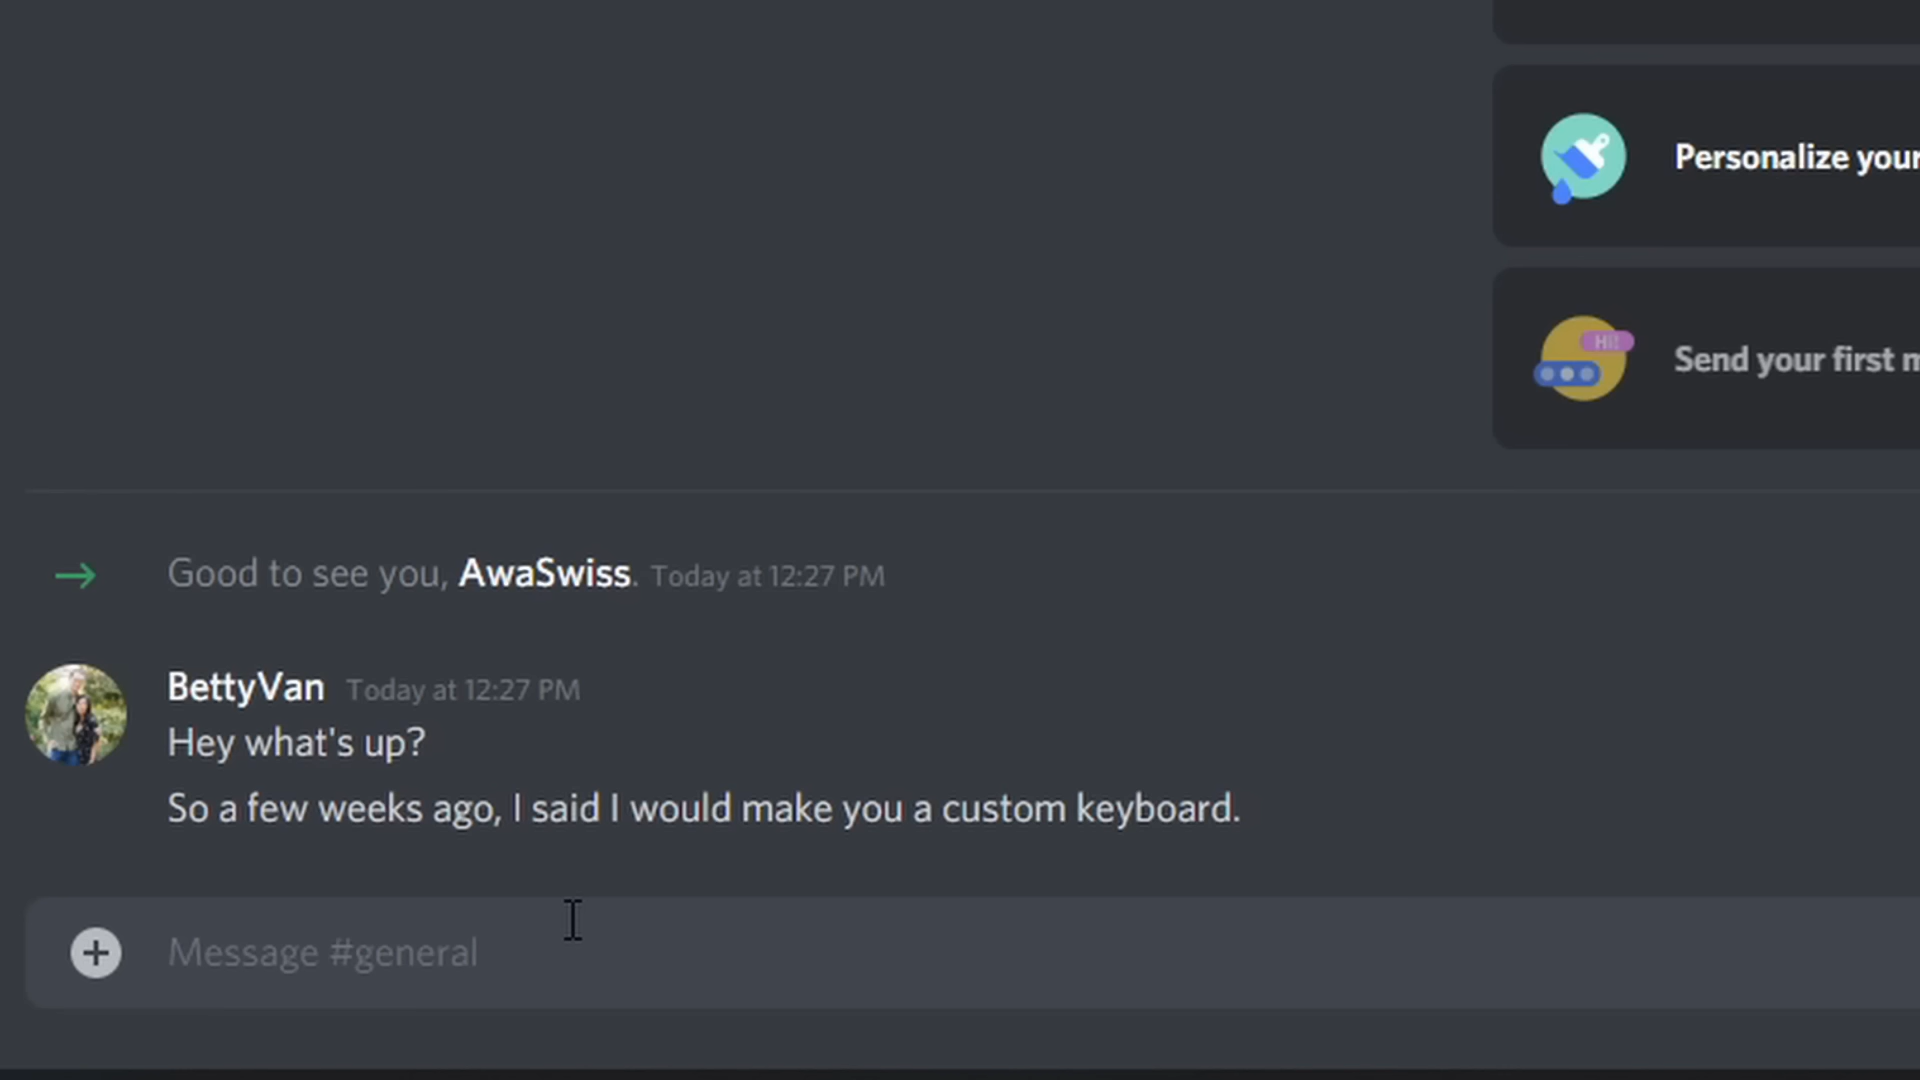 Personalize your
Hi!
Send your first m
Good to see you, AwaSwiss. Today at 12:27 PM
BettyVan Today at 12:27 PM
Hey what's up?
So a few weeks ago, I said I would make you a custom keyboard.
Message #general